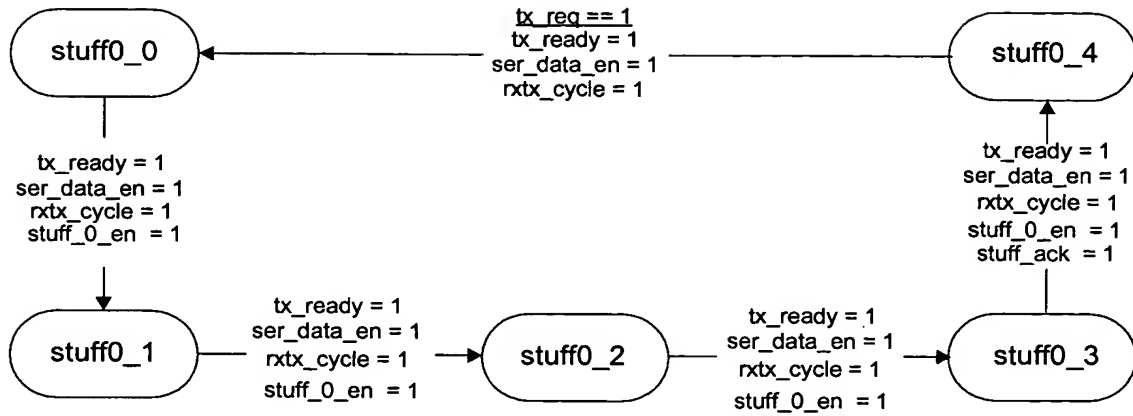 stuff0_0
tx_req == 1
tx_ready = 1
ser_data_en = 1
rxtx_cycle = 1
stuff0_4
tx_ready = 1
ser_data_en = 1
rxtx_cycle = 1
stuff_0_en = 1
tx_ready = 1
ser_data_en = 1
rxtx_cycle = 1
stuff_0_en = 1
stuff_ack = 1
stuff0_1
tx_ready = 1
ser_data_en = 1
rxtx_cycle = 1
stuff_0_en = 1
stuff0_2
tx_ready = 1
ser_data_en = 1
rxtx_cycle = 1
stuff_0_en = 1
stuff0_3